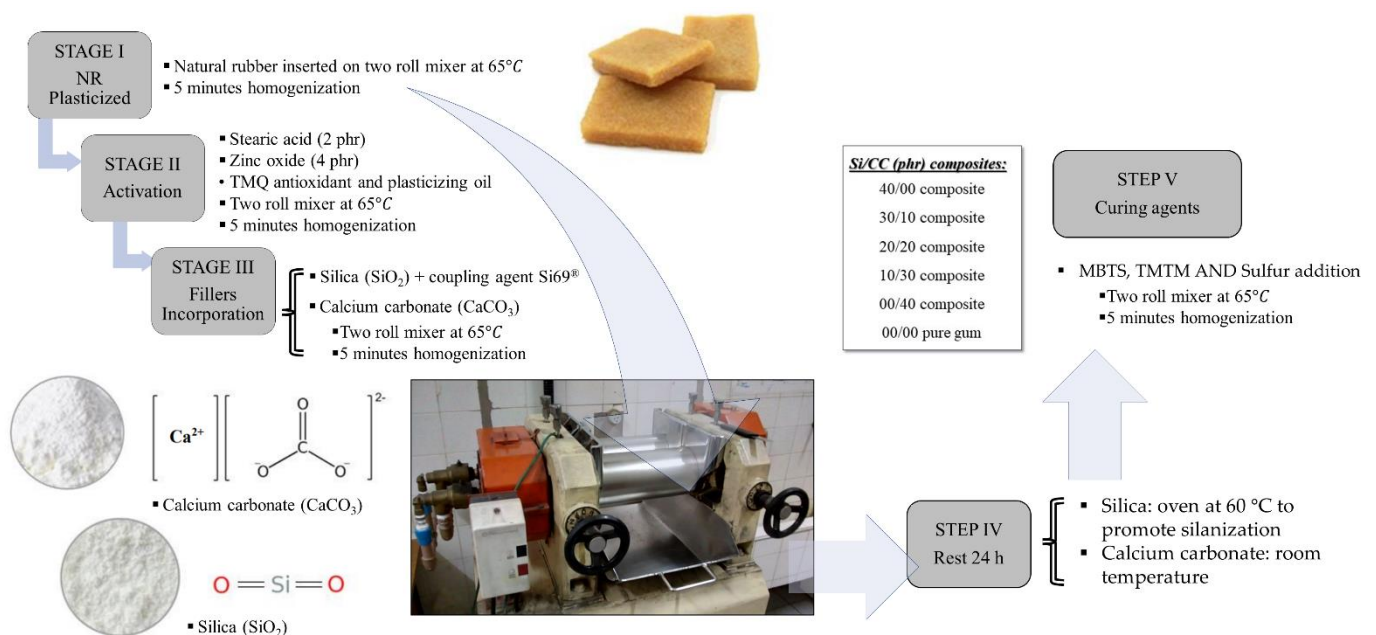 STAGE I
NR
Plasticized
▪ Natural rubber inserted on two roll mixer at 65°C
▪ 5 minutes homogenization
STAGE II
Activation
▪ Stearic acid (2 phr)
▪ Zinc oxide (4 phr)
• TMQ antioxidant and plasticizing oil
▪ Two roll mixer at 65°C
▪ 5 minutes homogenization
STAGE III
Fillers
Incorporation
▪ Silica (SiO₂) + coupling agent Si69®
▪ Calcium carbonate (CaCO₃)
▪ Two roll mixer at 65°C
▪ 5 minutes homogenization
Si/CC (phr) composites:
40/00 composite
30/10 composite
20/20 composite
10/30 composite
00/40 composite
00/00 pure gum
STEP V
Curing agents
▪ MBTS, TMTM AND Sulfur addition
▪ Two roll mixer at 65°C
▪ 5 minutes homogenization
Ca²⁺
O
⁻O
O⁻
2-
▪ Calcium carbonate (CaCO₃)
O Si O
▪ Silica (SiO₂)
STEP IV
Rest 24 h
▪ Silica: oven at 60 °C to
promote silanization
▪ Calcium carbonate: room
temperature